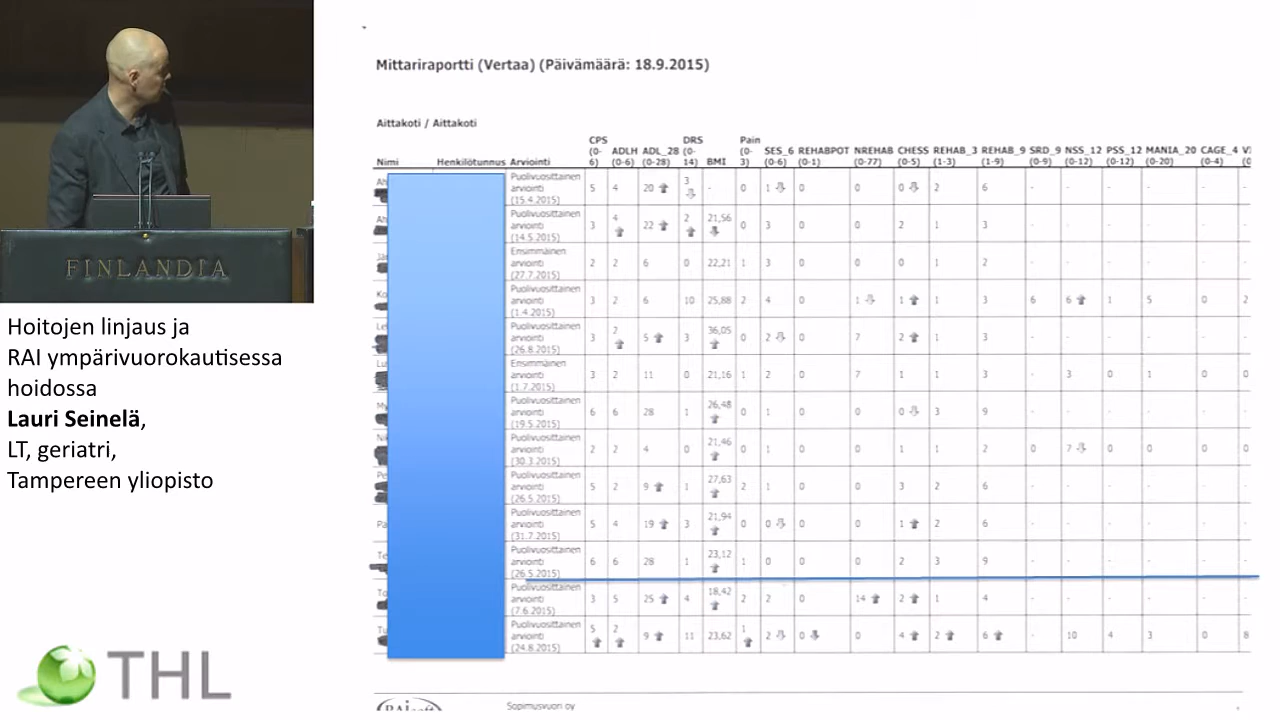 FINLANDIA
Hoitojen linjaus ja
RAI ympärivuorokautisessa
hoidossa
Lauri Seinelä,
LT, geriatri,
Tampereen yliopisto
THL
Mittariraportti (Vertaa) (Päivämäärä: 18.9.2015)
Aittakoti / Aittakoti
Nimi Henkilötunnus Arviointi CPS (0-6) ADLH (0-6) ADL_28 (0-28) DRS (0-14) BMI Pain (0-3) SES_6 (0-6) REHABPOT (0-1) NREHAB (0-77) CHESS (0-5) REHAB_3 (1-3) REHAB_9 (1-9) SRD_9 (0-9) NSS_12 (0-12) PSS_12 (0-12) MANIA_20 (0-20) CAGE_4 (0-4)
Puolivuosittainen arviointi (15.4.2015) 5 4 20 3 - 0 1 0 0 0 2 6 - - - - - -
Puolivuosittainen arviointi (14.5.2015) 3 4 22 2 21,56 0 3 0 0 2 1 3 - - - - - -
Ensimmäinen arviointi (27.7.2015) 2 2 6 0 22,21 1 3 0 0 0 1 2 - - - - - -
Puolivuosittainen arviointi (1.4.2015) 3 2 6 10 25,88 2 4 0 1 1 1 3 6 6 1 5 0 2
Puolivuosittainen arviointi (26.8.2015) 3 2 5 3 36,05 0 2 0 7 2 1 3 - - - - - -
Ensimmäinen arviointi (1.7.2015) 3 2 11 0 21,16 1 2 0 7 1 1 3 - 3 0 1 0 0
Puolivuosittainen arviointi (19.5.2015) 6 6 28 1 26,48 0 1 0 0 0 3 9 - - - - - -
Puolivuosittainen arviointi (30.3.2015) 2 2 4 0 21,46 0 1 0 0 1 1 2 0 7 0 0 0 0
Puolivuosittainen arviointi (26.5.2015) 5 2 9 1 27,63 2 1 0 0 3 2 6 - - - - - -
Puolivuosittainen arviointi (31.7.2015) 5 4 19 3 21,94 0 0 0 0 1 2 6 - - - - - -
Puolivuosittainen arviointi (26.5.2015) 6 6 28 1 23,12 1 0 0 0 2 3 9 - - - - - -
Puolivuosittainen arviointi (7.6.2015) 3 5 25 4 18,42 2 2 0 14 2 1 4 - - - - - -
Puolivuosittainen arviointi (24.8.2015) 5 2 9 11 23,62 1 2 0 0 4 2 6 - 10 4 3 0 8
Sopimusvuori oy